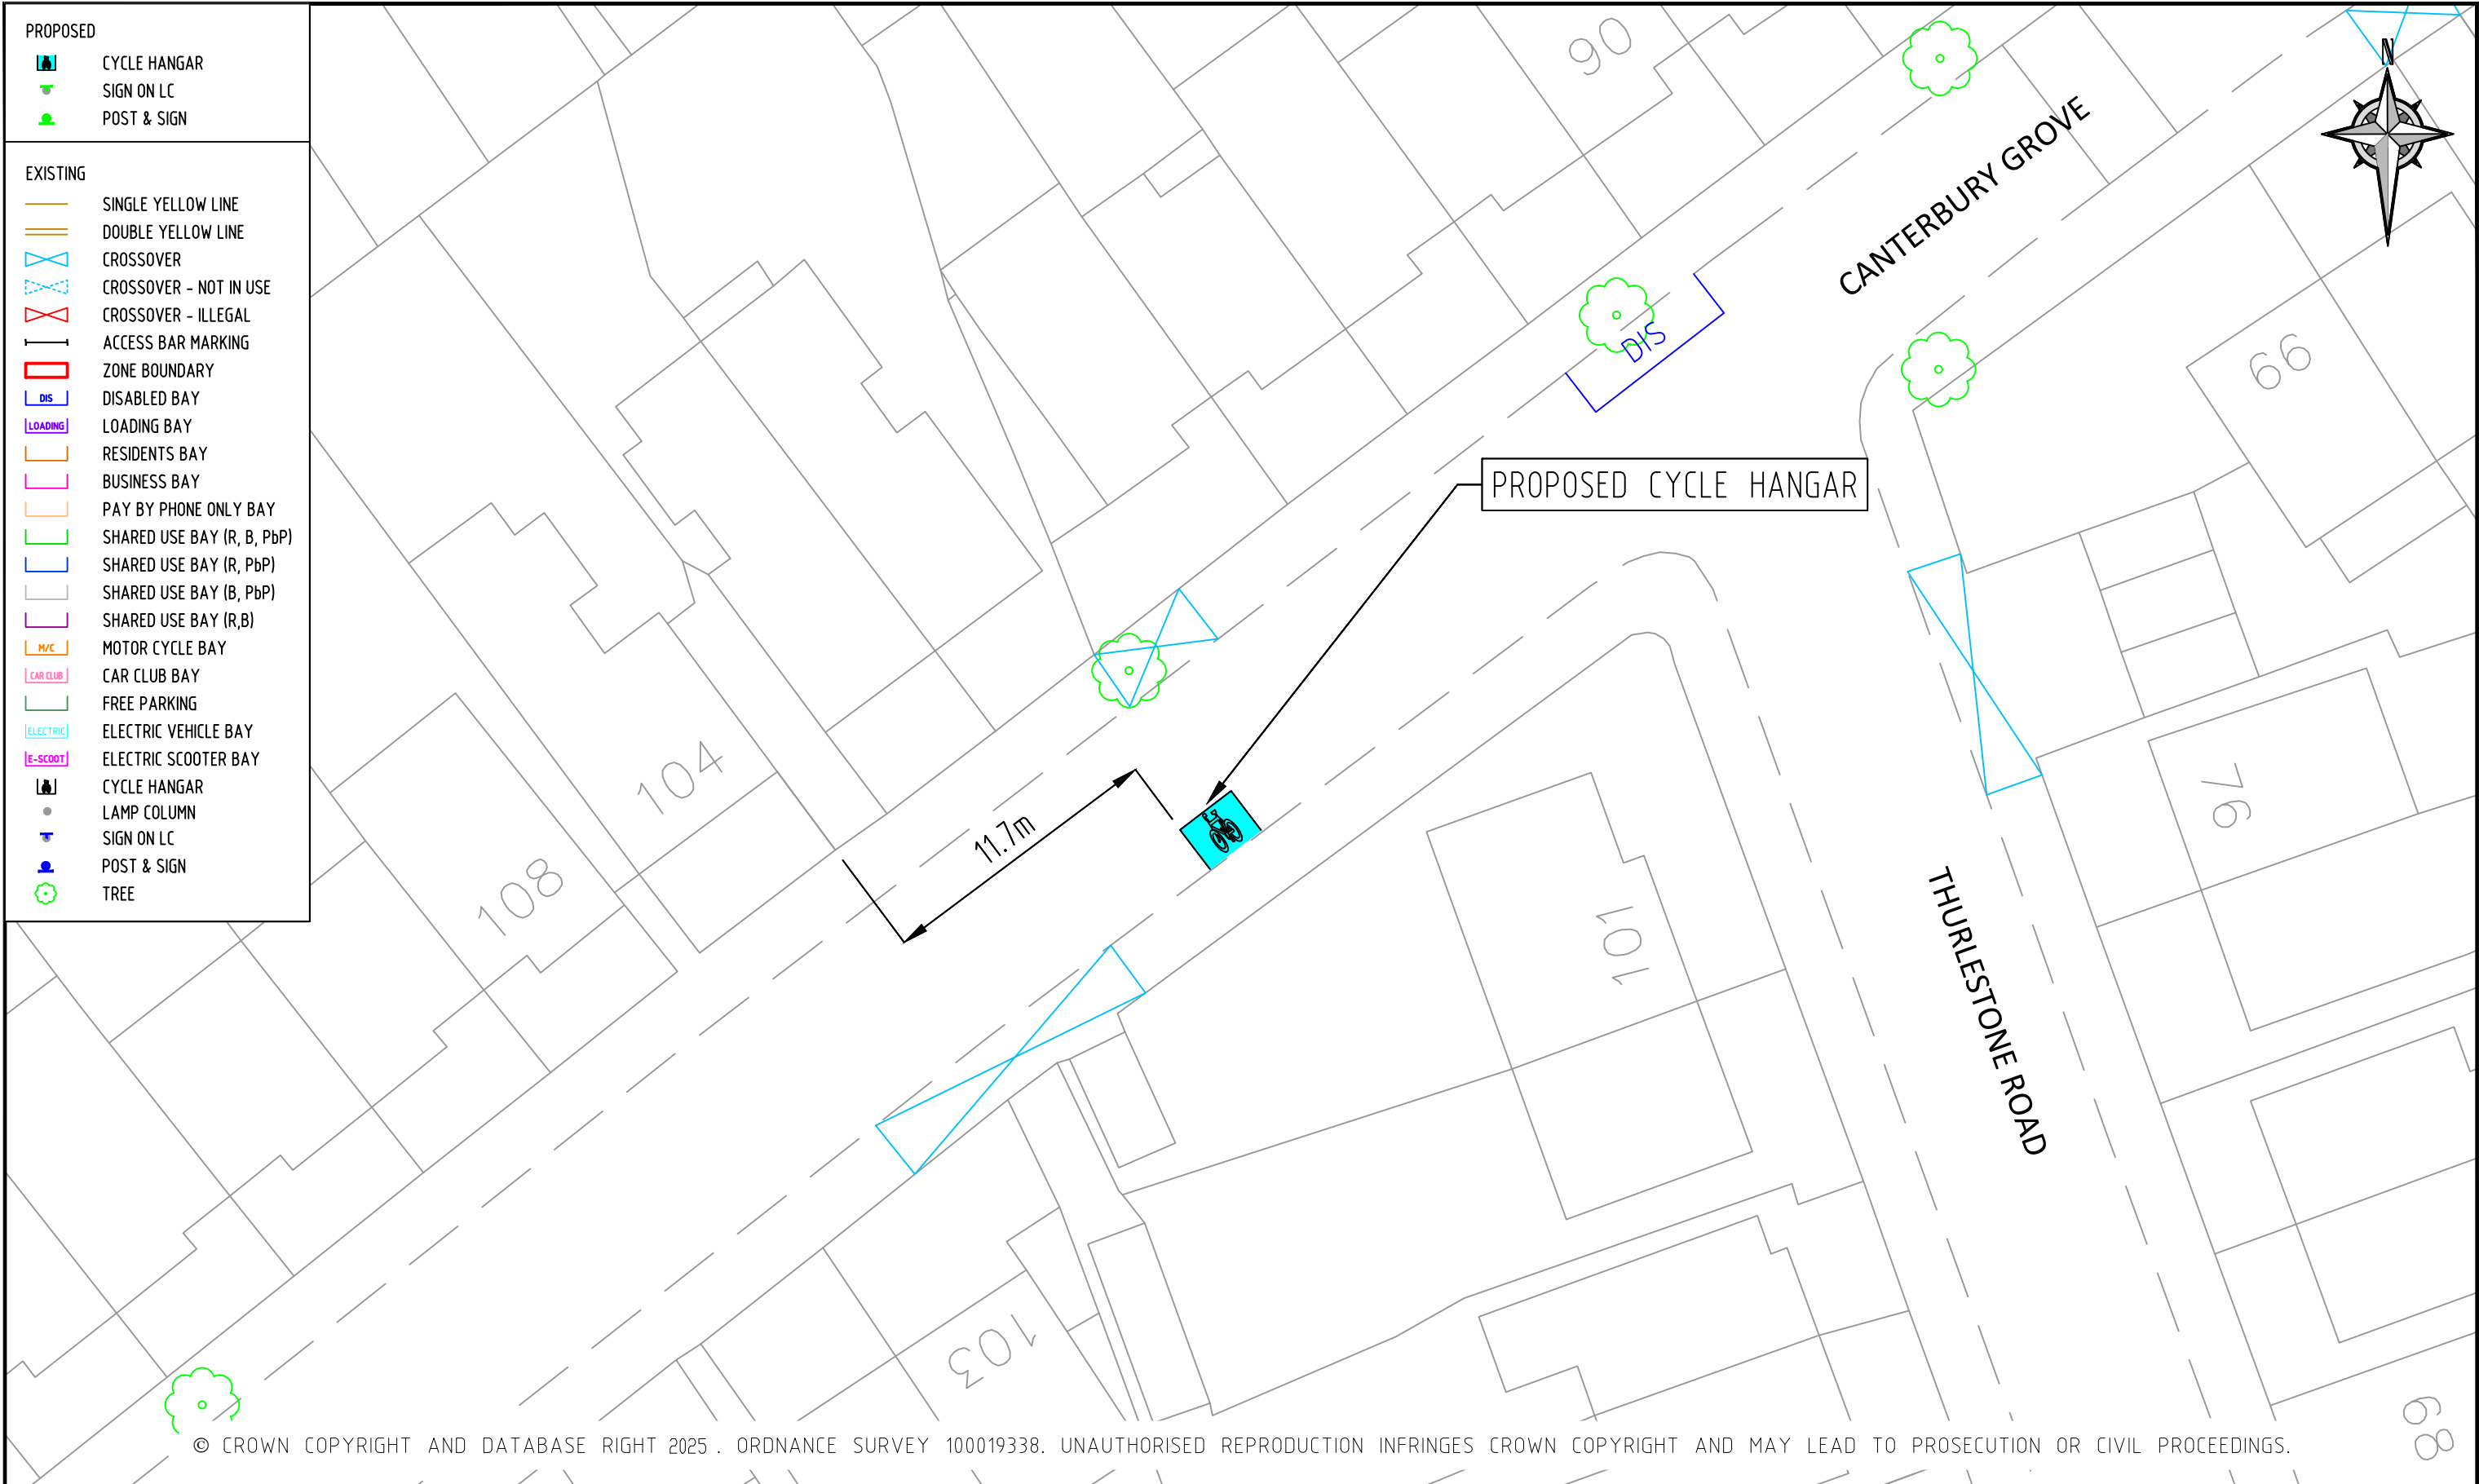 PROPOSED
CYCLE HANGAR
SIGN ON LC
POST & SIGN
EXISTING
SINGLE YELLOW LINE
DOUBLE YELLOW LINE
CROSSOVER
CROSSOVER - NOT IN USE
CROSSOVER - ILLEGAL
ACCESS BAR MARKING
ZONE BOUNDARY
DIS DISABLED BAY
LOADING LOADING BAY
RESIDENTS BAY
BUSINESS BAY
PAY BY PHONE ONLY BAY
SHARED USE BAY (R, B, PbP)
SHARED USE BAY (R, PbP)
SHARED USE BAY (B, PbP)
SHARED USE BAY (R,B)
M/C MOTOR CYCLE BAY
CAR CLUB CAR CLUB BAY
FREE PARKING
ELECTRIC ELECTRIC VEHICLE BAY
E-SCOOT ELECTRIC SCOOTER BAY
CYCLE HANGAR
LAMP COLUMN
SIGN ON LC
POST & SIGN
TREE
90
N
CANTERBURY GROVE
DIS
99
PROPOSED CYCLE HANGAR
104
11.7m
76
108
101
THURLESTONE ROAD
103
68
© CROWN COPYRIGHT AND DATABASE RIGHT 2025 . ORDNANCE SURVEY 100019338. UNAUTHORISED REPRODUCTION INFRINGES CROWN COPYRIGHT AND MAY LEAD TO PROSECUTION OR CIVIL PROCEEDINGS.